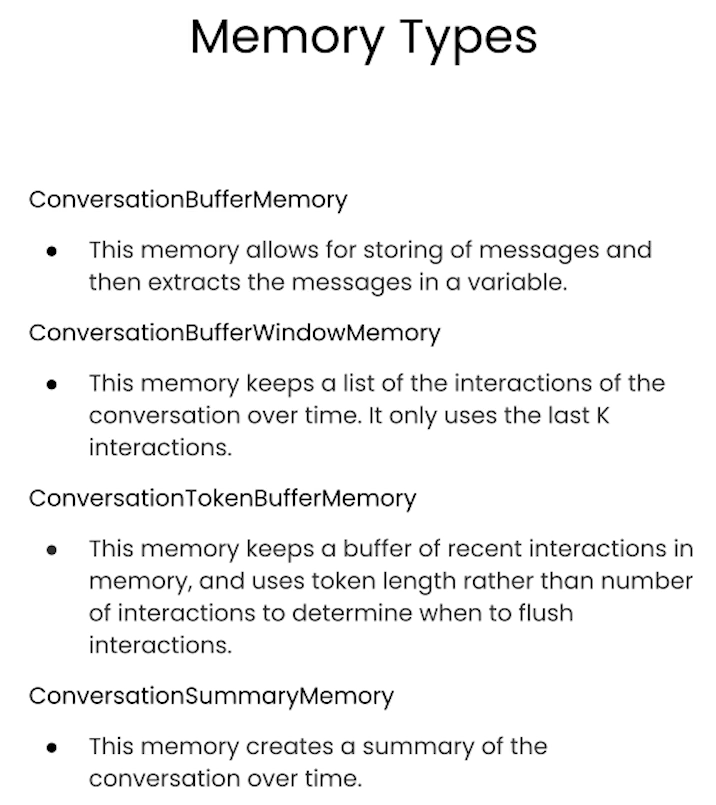 Memory Types
ConversationBufferMemory
● This memory allows for storing of messages and
then extracts the messages in a variable.
ConversationBufferWindowMemory
● This memory keeps a list of the interactions of the
conversation over time. It only uses the last K
interactions.
ConversationTokenBufferMemory
● This memory keeps a buffer of recent interactions in
memory, and uses token length rather than number
of interactions to determine when to flush
interactions.
ConversationSummaryMemory
● This memory creates a summary of the
conversation over time.